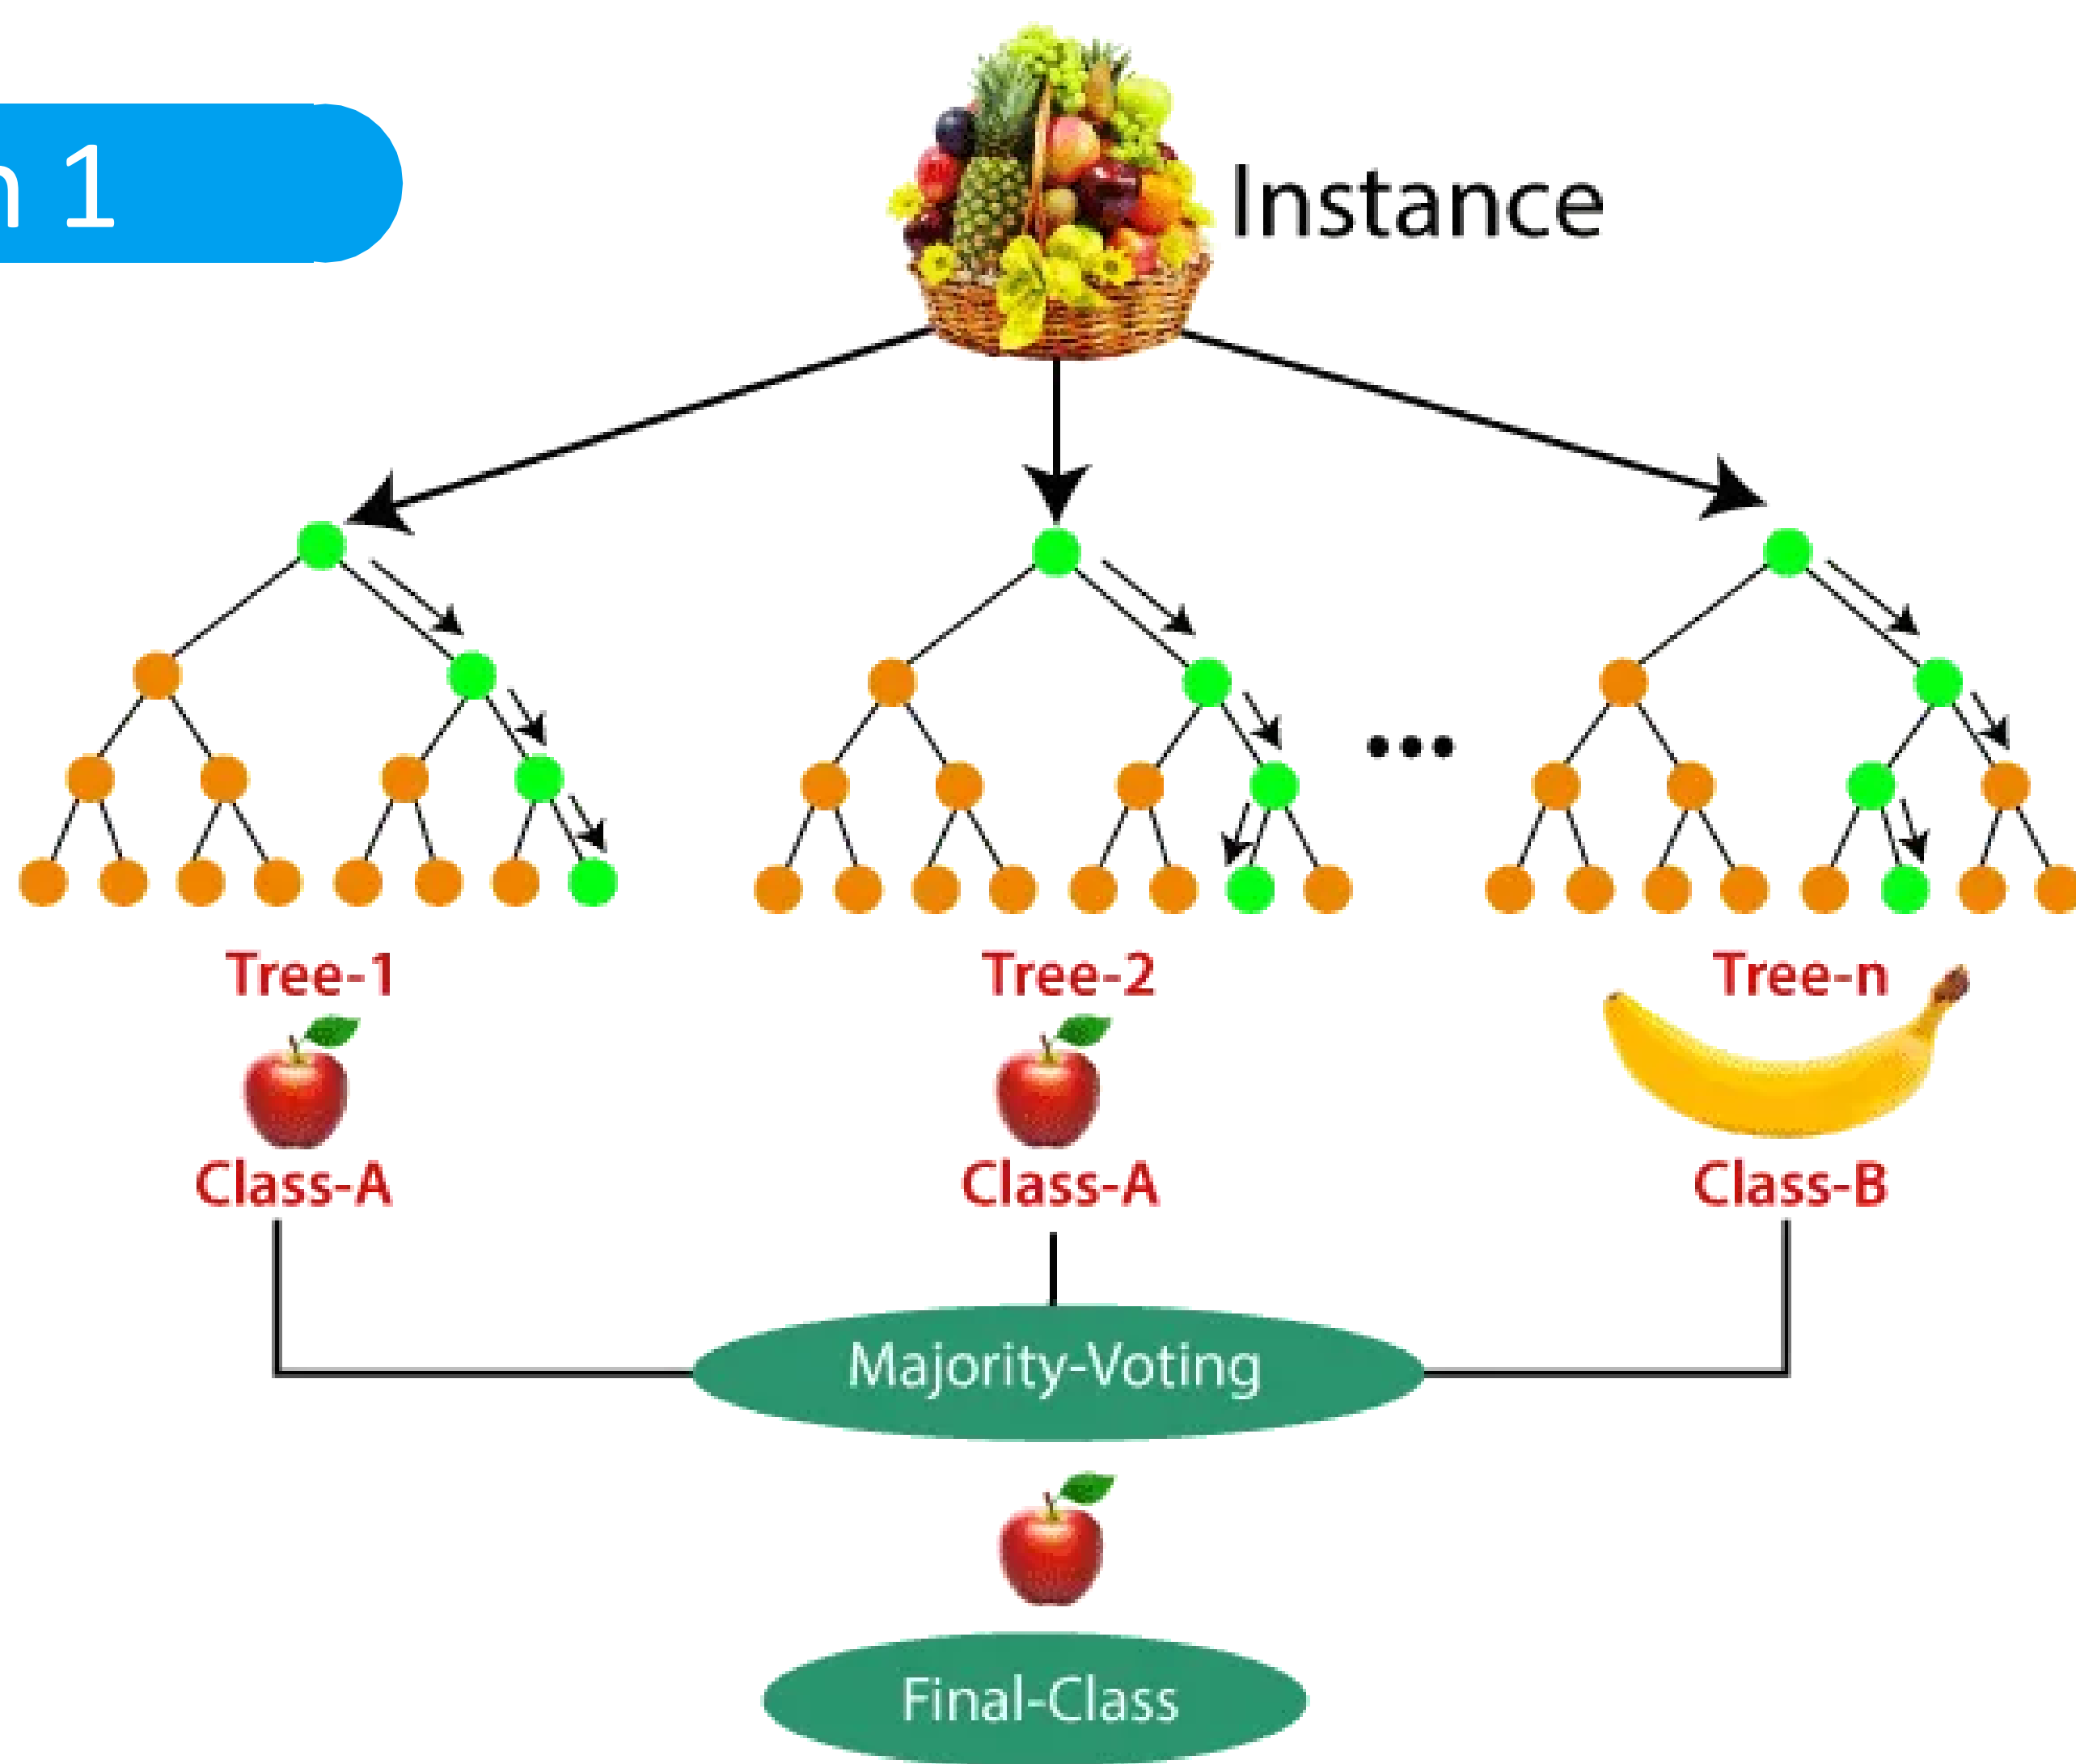 n 1
Instance
Tree-1
Tree-2
Tree-n
Class-A
Class-A
Class-B
Majority-Voting
Final-Class